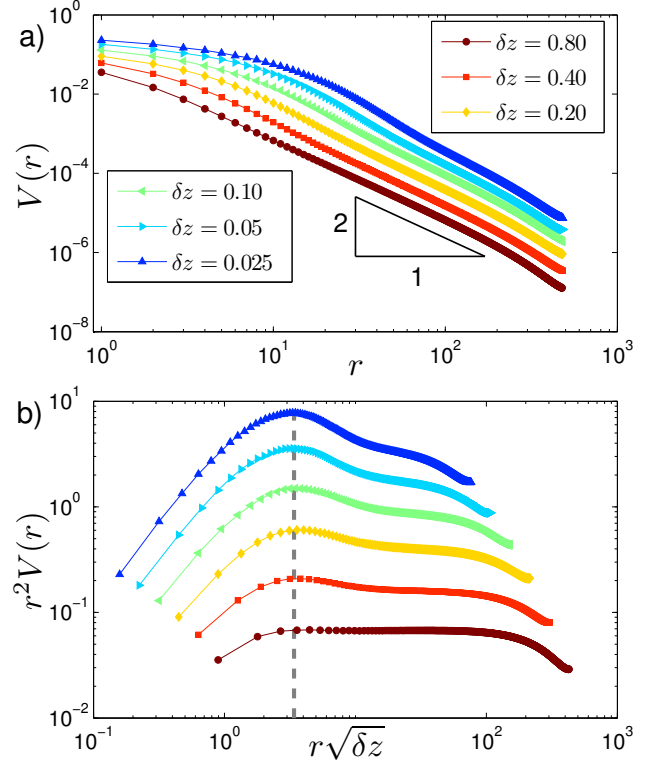 a)
V(r)
10^0
10^{-2}
10^{-4}
10^{-6}
10^{-8}
δz = 0.80
δz = 0.40
δz = 0.20
δz = 0.10
δz = 0.05
δz = 0.025
2
1
10^0 10^1 10^2 10^3
r
b)
r^2V(r)
10^1
10^0
10^{-1}
10^{-2}
10^{-1} 10^0 10^2 10^3
r√δz